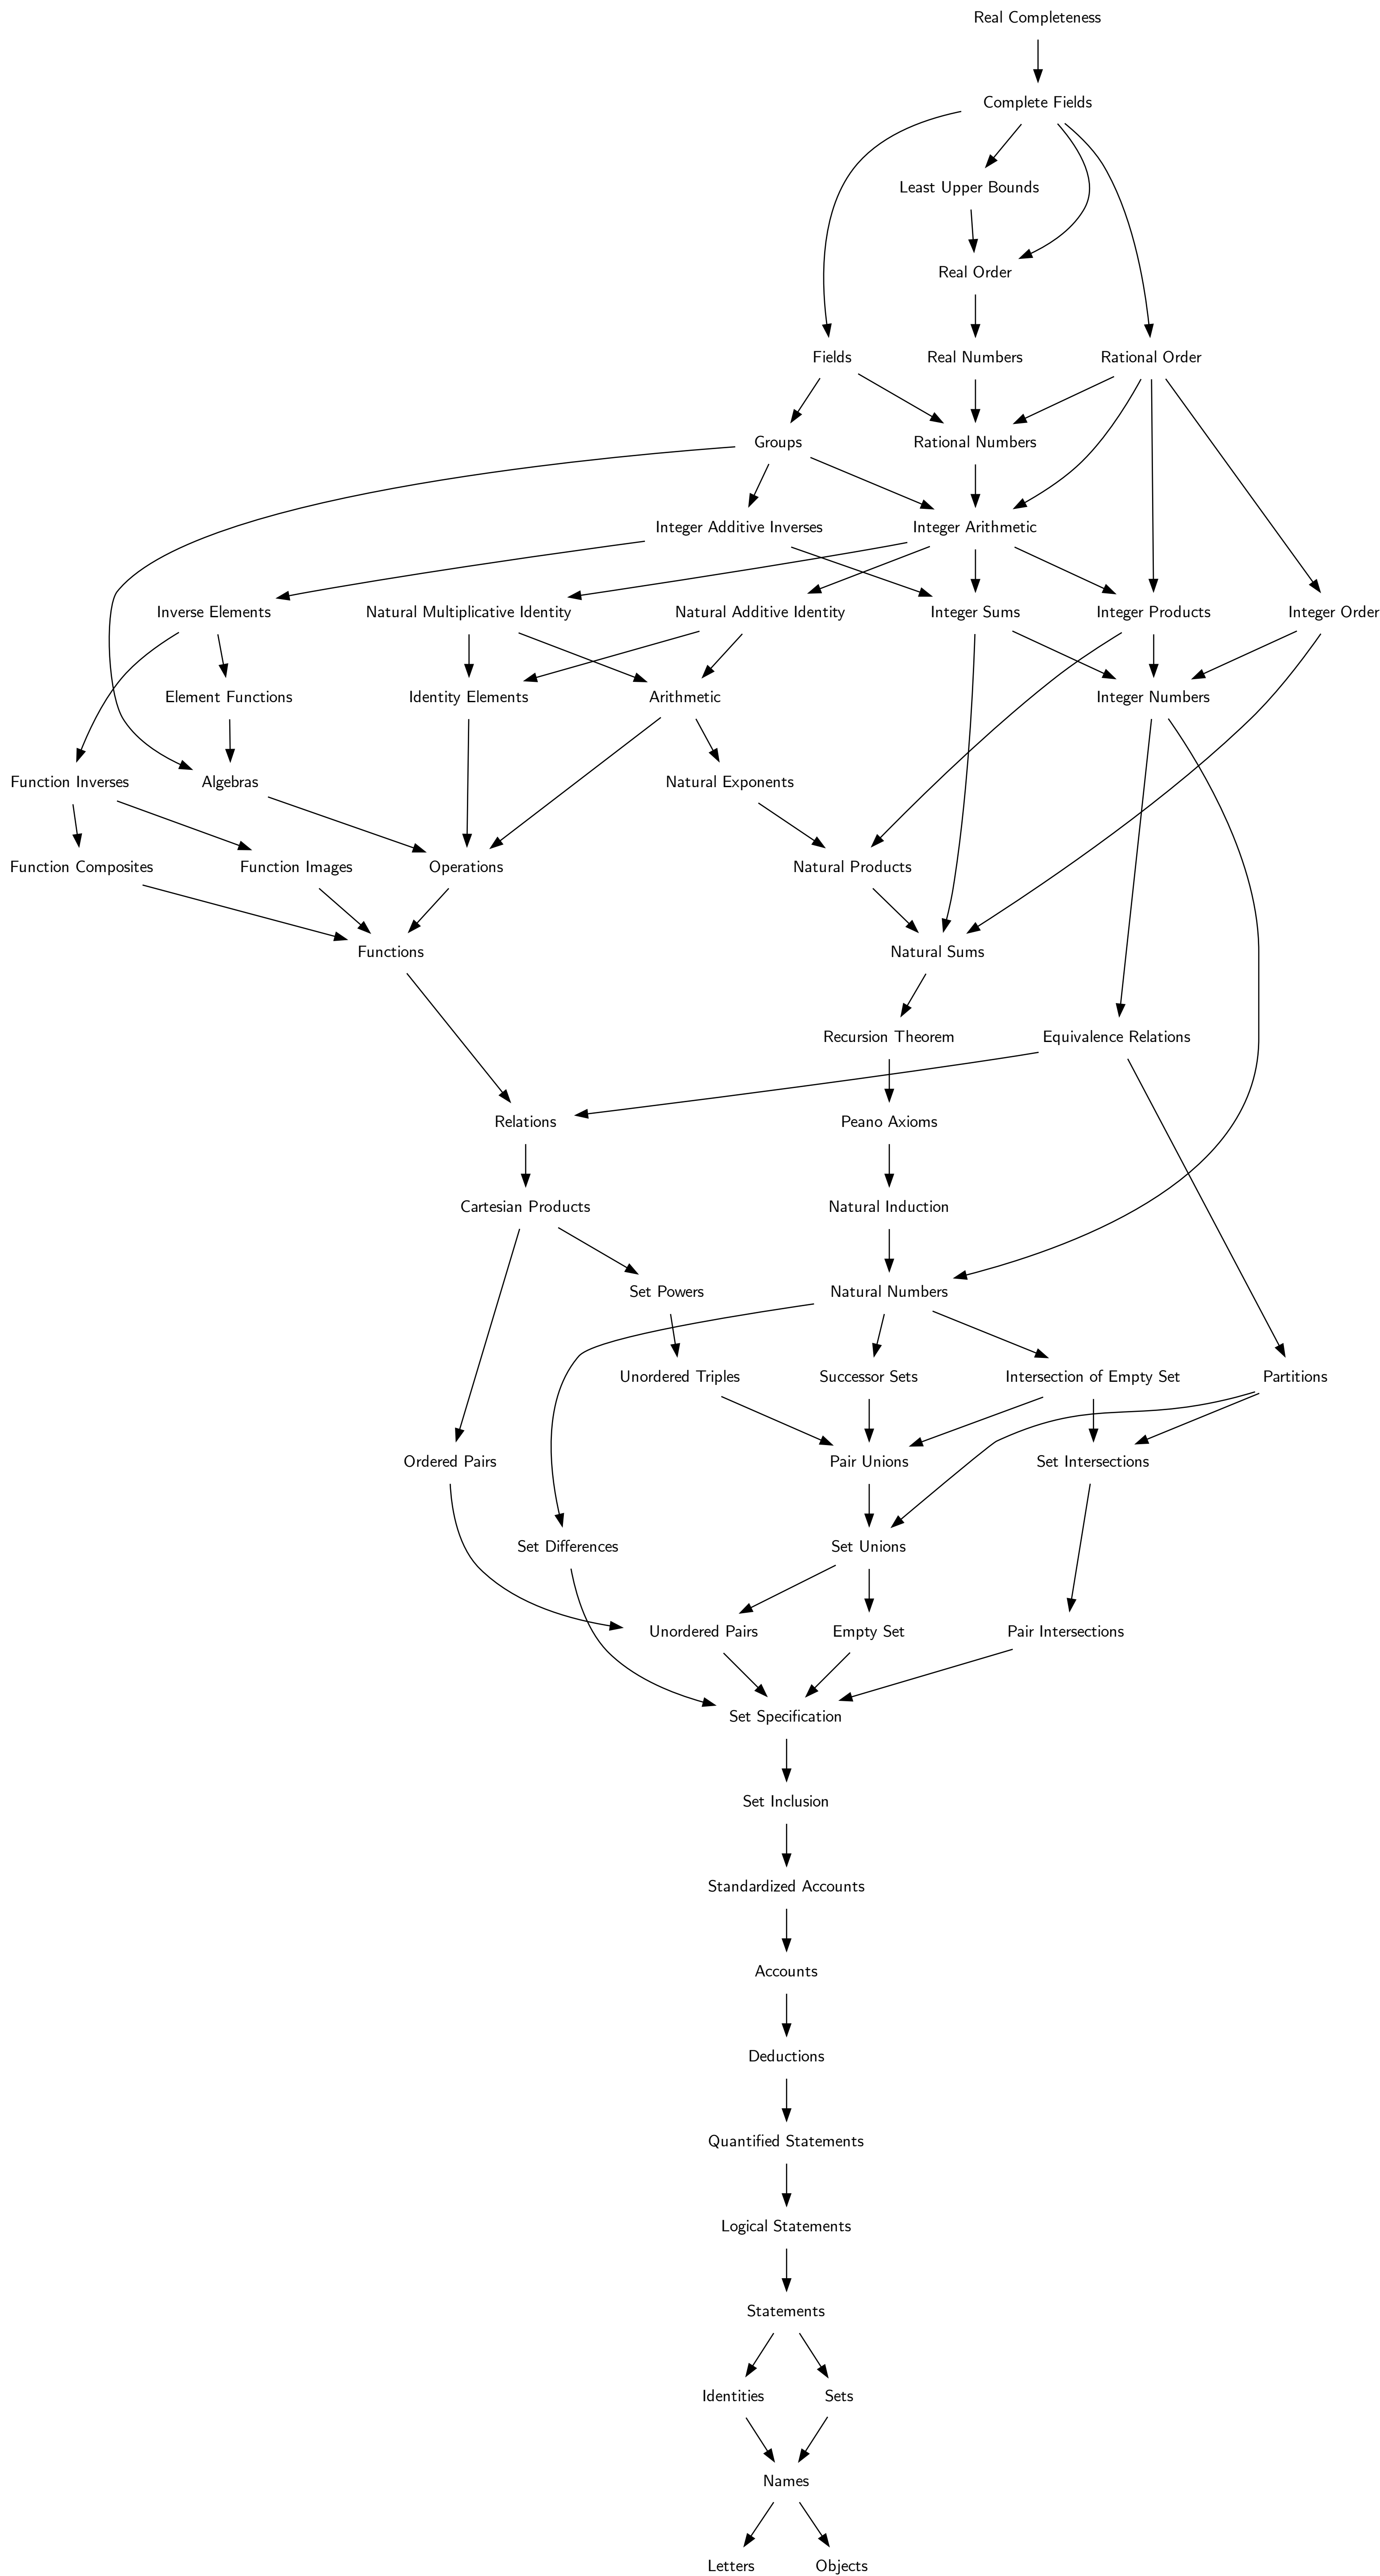 Real Completeness
Complete Fields
Least Upper Bounds
Real Order
Fields
Real Numbers
Rational Order
Groups
Rational Numbers
Integer Additive Inverses
Integer Arithmetic
Inverse Elements
Natural Multiplicative Identity
Natural Additive Identity
Integer Sums
Integer Products
Integer Order
Element Functions
Identity Elements
Arithmetic
Integer Numbers
Function Inverses
Algebras
Natural Exponents
Function Composites
Function Images
Operations
Natural Products
Functions
Natural Sums
Recursion Theorem
Equivalence Relations
Relations
Peano Axioms
Cartesian Products
Natural Induction
Set Powers
Natural Numbers
Unordered Triples
Successor Sets
Intersection of Empty Set
Partitions
Ordered Pairs
Pair Unions
Set Intersections
Set Differences
Set Unions
Unordered Pairs
Empty Set
Pair Intersections
Set Specification
Set Inclusion
Standardized Accounts
Accounts
Deductions
Quantified Statements
Logical Statements
Statements
Identities
Sets
Names
Letters
Objects